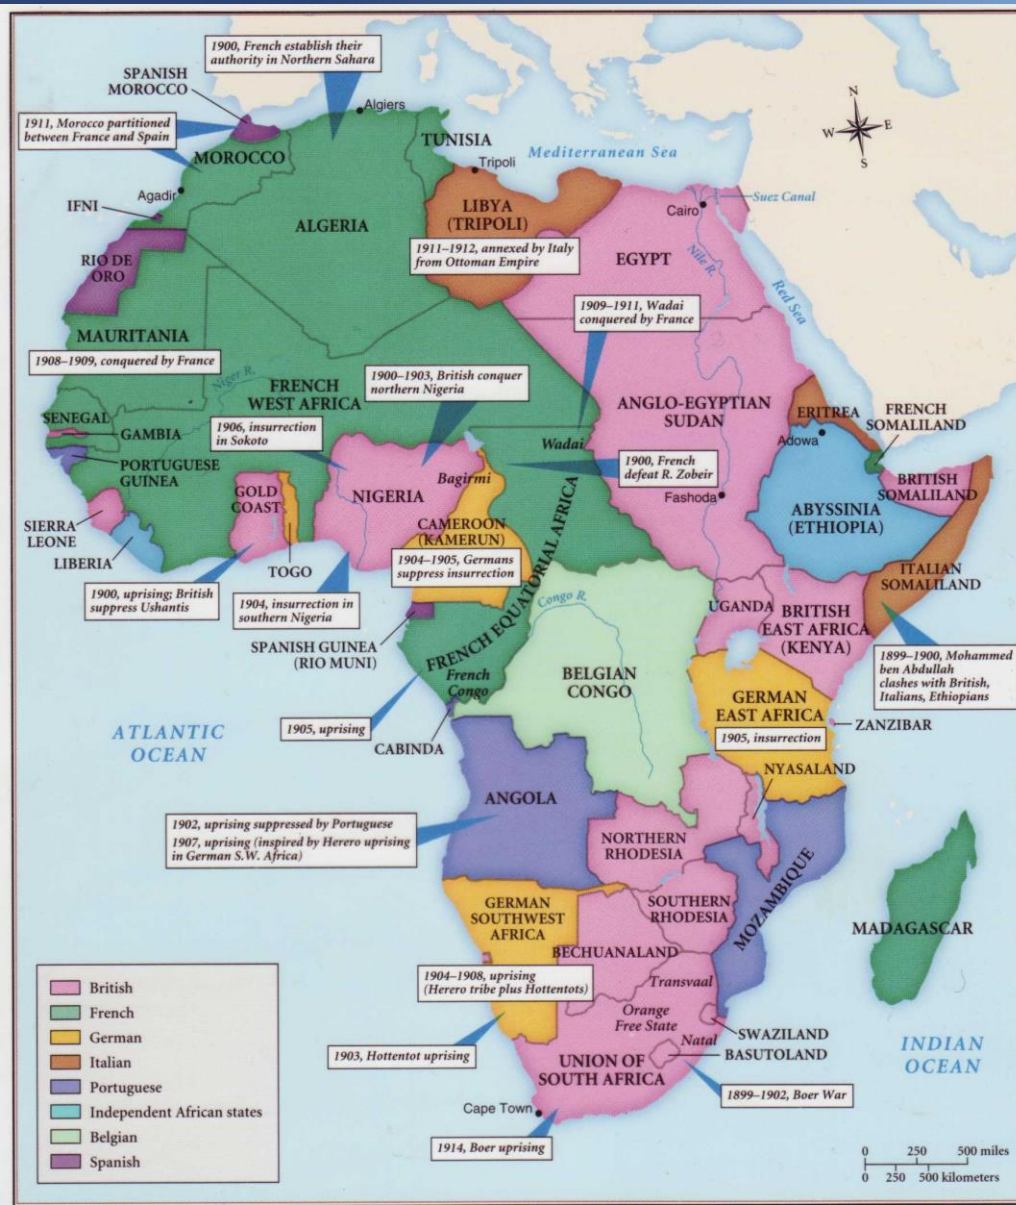 1900, French establish their
authority in Northern Sahara
SPANISH
MOROCCO
Algiers
1911, Morocco partitioned
between France and Spain
TUNISIA
MOROCCO
Mediterranean Sea
Tripoli
N
W
E
S
Agadir
IFNI
ALGERIA
LIBYA
(TRIPOLI)
Cairo
Suez Canal
1911–1912, annexed by Italy
from Ottoman Empire
RIO DE
ORO
EGYPT
Nile R.
Red Sea
MAURITANIA
1909–1911, Wadai
conquered by France
1908–1909, conquered by France
Niger R.
1900–1903, British conquer
northern Nigeria
FRENCH
WEST AFRICA
ANGLO-EGYPTIAN
SUDAN
SENEGAL
GAMBIA
1906, insurrection
in Sokoto
Wadai
ERITREA
FRENCH
SOMALILAND
Adowa
PORTUGUESE
GUINEA
1900, French
defeat R. Zobeir
Bagirmi
GOLD
COAST
NIGERIA
Fashoda
BRITISH
SOMALILAND
ABYSSINIA
(ETHIOPIA)
SIERRA
LEONE
CAMEROON
(KAMERUN)
LIBERIA
1904–1905, Germans
suppress insurrection
TOGO
ITALIAN
SOMALILAND
1900, uprising; British
suppress Ushantis
1904, insurrection in
southern Nigeria
FRENCH EQUATORIAL AFRICA
Congo R.
UGANDA
BRITISH
EAST AFRICA
(KENYA)
SPANISH GUINEA
(RIO MUNI)
French
Congo
BELGIAN
CONGO
1899–1900, Mohammed
ben Abdullah
clashes with British,
Italians, Ethiopians
GERMAN
EAST AFRICA
1905, insurrection
ZANZIBAR
1905, uprising
CABINDA
ATLANTIC
OCEAN
NYASALAND
ANGOLA
1902, uprising suppressed by Portuguese
1907, uprising (inspired by Herero uprising
in German S.W. Africa)
NORTHERN
RHODESIA
MOZAMBIQUE
GERMAN
SOUTHWEST
AFRICA
SOUTHERN
RHODESIA
MADAGASCAR
BECHUANALAND
1904–1908, uprising
(Herero tribe plus Hottentots)
Transvaal
Orange
Free State
SWAZILAND
Natal
BASUTOLAND
1903, Hottentot uprising
UNION OF
SOUTH AFRICA
INDIAN
OCEAN
1899–1902, Boer War
Cape Town
1914, Boer uprising
British
French
German
Italian
Portuguese
Independent African states
Belgian
Spanish
0 250 500 miles
0 250 500 kilometers